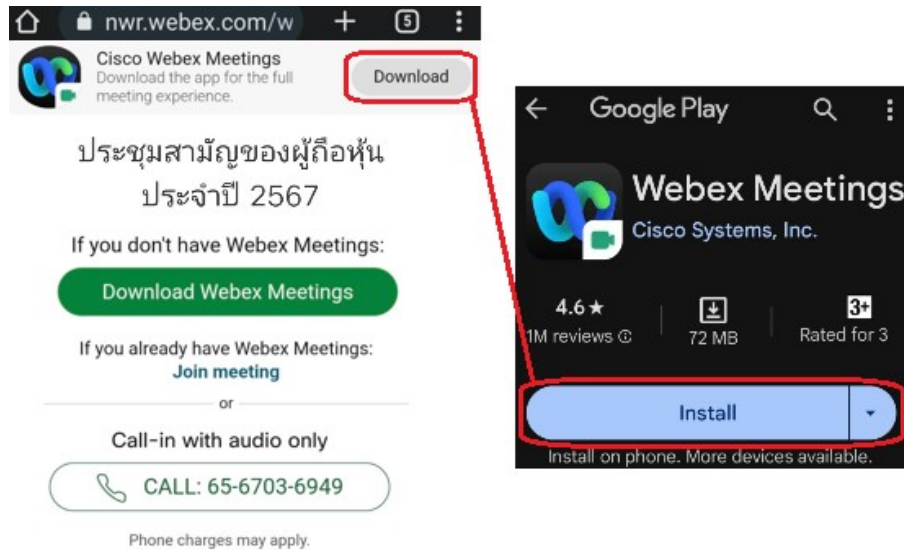 nwr.webex.com/w
5
Cisco Webex Meetings
Download the app for the full
meeting experience.
Download
ประชุมสามัญของผู้ถือหุ้น
ประจำปี 2567
If you don't have Webex Meetings:
Download Webex Meetings
If you already have Webex Meetings:
Join meeting
or
Call-in with audio only
CALL: 65-6703-6949
Phone charges may apply.
Google Play
Webex Meetings
Cisco Systems, Inc.
4.6★
1M reviews
72 MB
3+
Rated for 3
Install
Install on phone. More devices available.